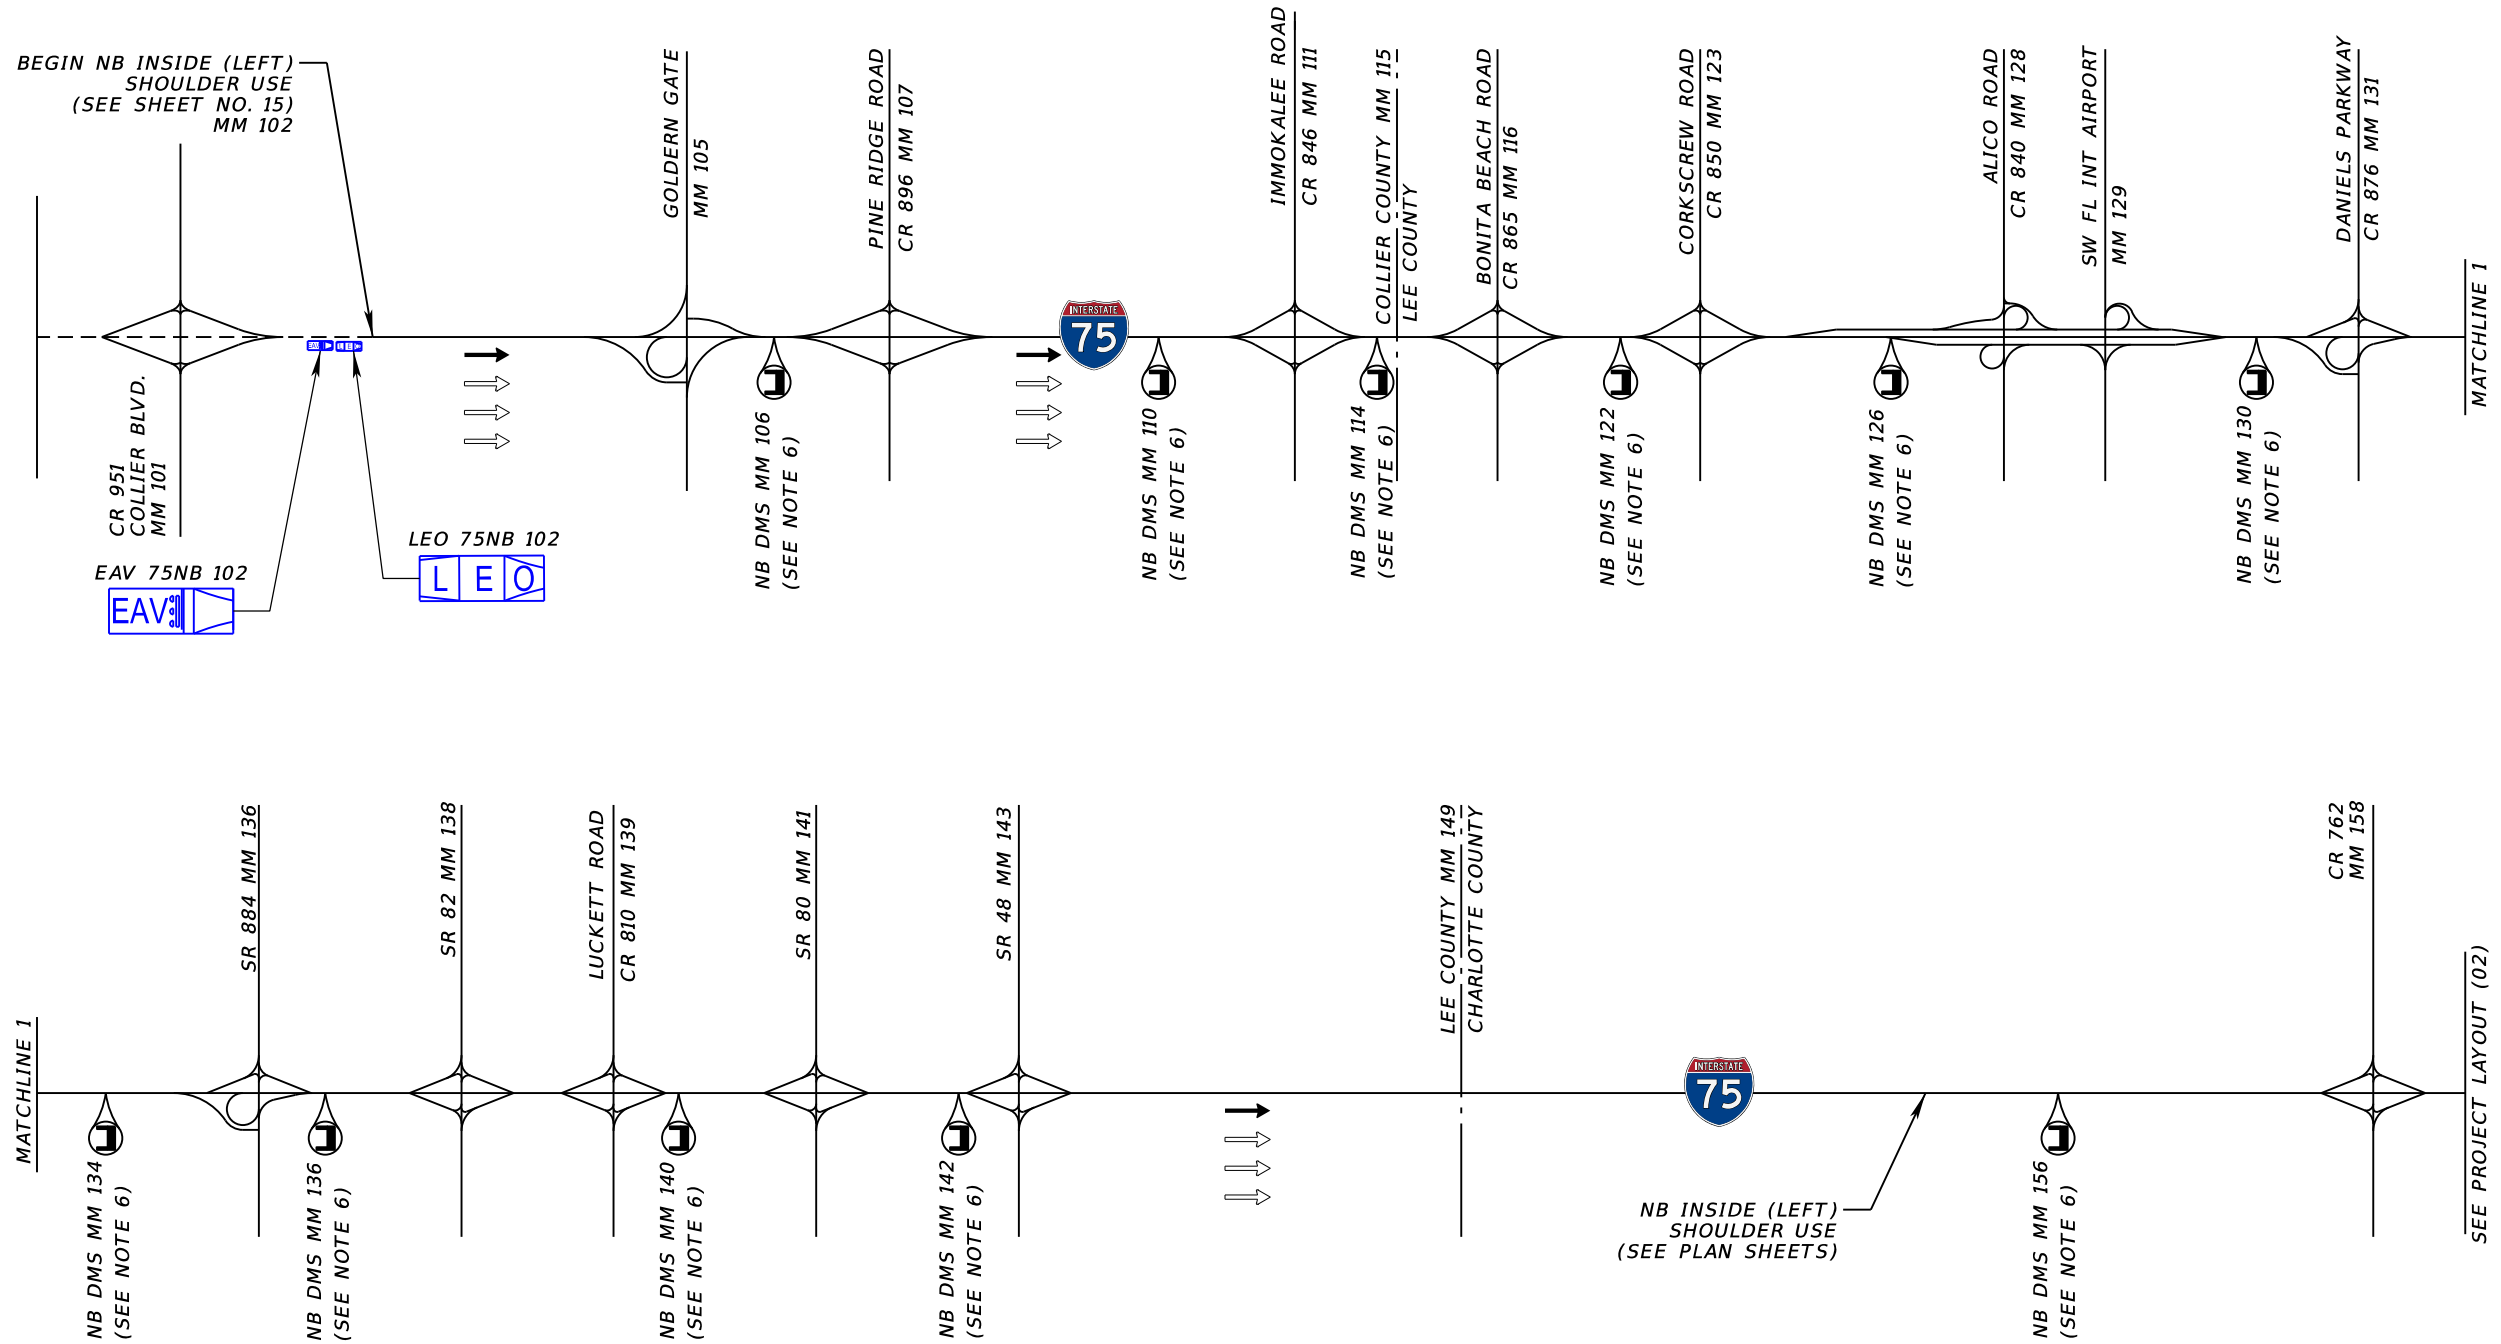 BEGIN NB INSIDE (LEFT)
SHOULDER USE
(SEE SHEET NO. 15)
MM 102
CR 951
COLLIER BLVD.
MM 101
EAV 75NB 102
EAV
LEO 75NB 102
L E O
EAV
L E O
GOLDERN GATE
MM 105
NB DMS MM 106
(SEE NOTE 6)
PINE RIDGE ROAD
CR 896 MM 107
INTERSTATE
75
NB DMS MM 110
(SEE NOTE 6)
IMMOKALEE ROAD
CR 846 MM 111
NB DMS MM 114
(SEE NOTE 6)
COLLIER COUNTY MM 115
LEE COUNTY
BONITA BEACH ROAD
CR 865 MM 116
NB DMS MM 122
(SEE NOTE 6)
CORKSCREW ROAD
CR 850 MM 123
NB DMS MM 126
(SEE NOTE 6)
ALICO ROAD
CR 840 MM 128
SW FL INT AIRPORT
MM 129
NB DMS MM 130
(SEE NOTE 6)
DANIELS PARKWAY
CR 876 MM 131
MATCHLINE 1
MATCHLINE 1
NB DMS MM 134
(SEE NOTE 6)
SR 884 MM 136
NB DMS MM 136
(SEE NOTE 6)
SR 82 MM 138
LUCKETT ROAD
CR 810 MM 139
NB DMS MM 140
(SEE NOTE 6)
SR 80 MM 141
NB DMS MM 142
(SEE NOTE 6)
SR 48 MM 143
LEE COUNTY MM 149
CHARLOTTE COUNTY
INTERSTATE
75
NB INSIDE (LEFT)
SHOULDER USE
(SEE PLAN SHEETS)
NB DMS MM 156
(SEE NOTE 6)
CR 762
MM 158
SEE PROJECT LAYOUT (02)